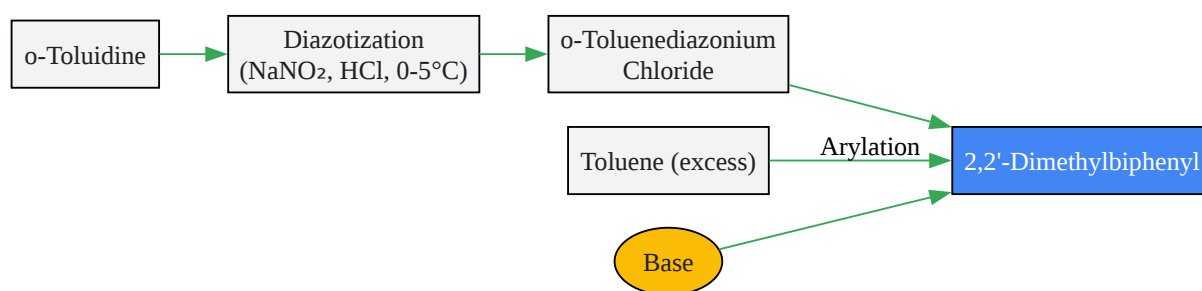 o-Toluidine
Diazotization
(NaNO₂, HCl, 0-5°C)
o-Toluenediazonium
Chloride
Toluene (excess)
Arylation
2,2'-Dimethylbiphenyl
Base